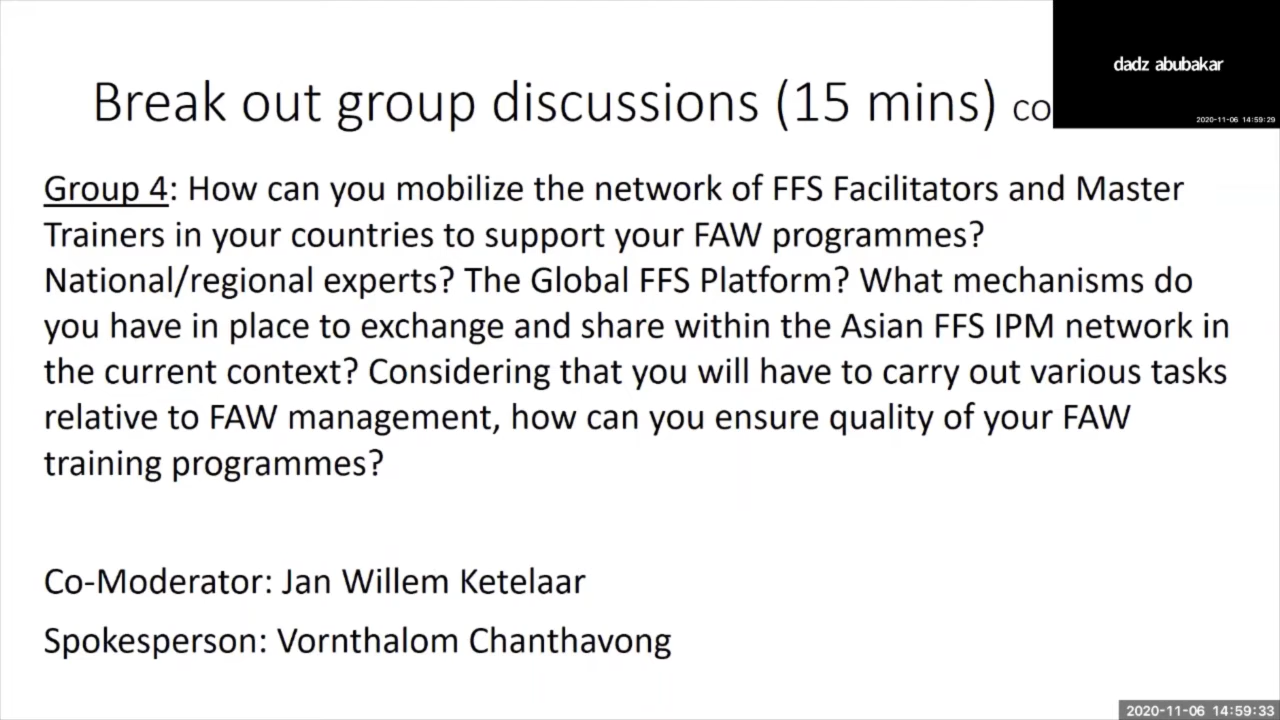 Break out group discussions (15 mins) co
dadz abubakar
2020-11-06 14:59:29
Group 4: How can you mobilize the network of FFS Facilitators and Master
Trainers in your countries to support your FAW programmes?
National/regional experts? The Global FFS Platform? What mechanisms do
you have in place to exchange and share within the Asian FFS IPM network in
the current context? Considering that you will have to carry out various tasks
relative to FAW management, how can you ensure quality of your FAW
training programmes?
Co-Moderator: Jan Willem Ketelaar
Spokesperson: Vornthalom Chanthavong
2020-11-06 14:59:33